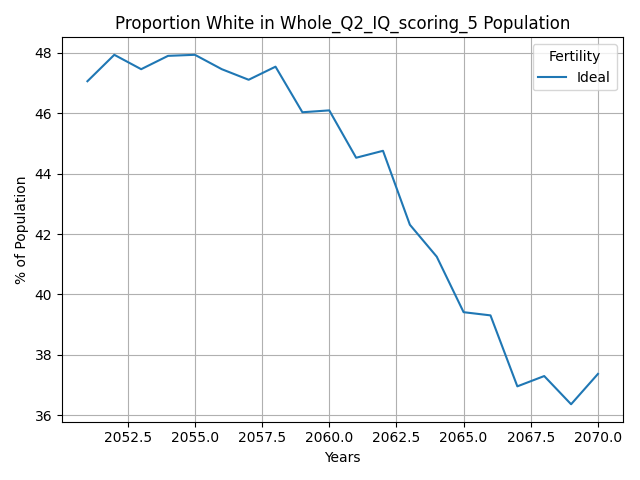 Proportion White in Whole_Q2_IQ_scoring_5 Population
Fertility
Ideal
48
46
44
42
40
38
36
% of Population
2052.5 2055.0 2057.5 2060.0 2062.5 2065.0 2067.5 2070.0
Years